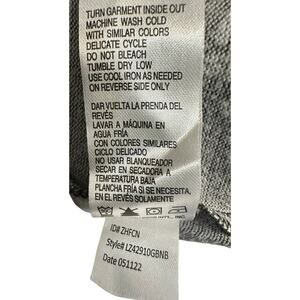 TURN GARMENT INSIDE OUT
MACHINE WASH COLD
WITH SIMILAR COLORS
DELICATE CYCLE
DO NOT BLEACH
TUMBLE DRY LOW
USE COOL IRON AS NEEDED
ON REVERSE SIDE ONLY
DAR VUELTA LA PRENDA DEL
REVÉS
LAVAR A MÁQUINA EN
AGUA FRÍA
CON COLORES SIMILARES
CICLO DELICADO
NO USAR BLANQUEADOR
SECAR EN SECADORA A
TEMPERATURA BAJA
PLANCHA FRÍA SI SE NECESITA,
EN EL REVÉS SOLAMENTE
INC.
ID# ZHFCN
Style# LZ42910GBNB
Date 051122